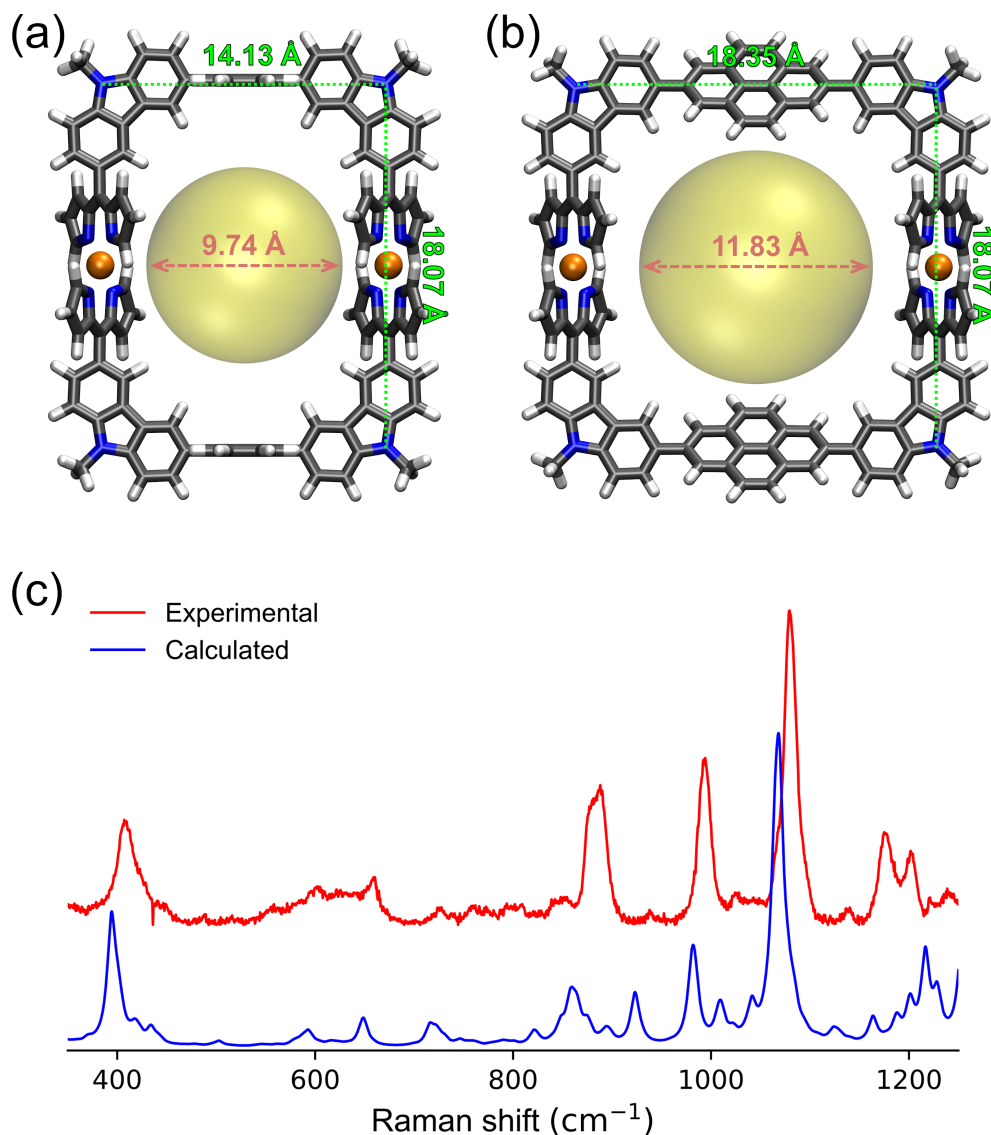 (a)
14.13 Å
9.74 Å
18.07 Å
(b)
18.35 Å
11.83 Å
18.07 Å
(c)
Experimental
Calculated
400
600
800
1000
1200
Raman shift (cm⁻¹)